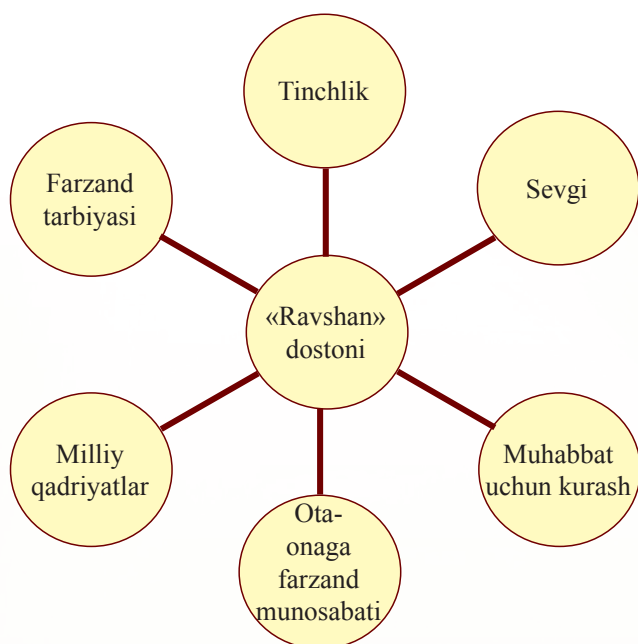 Tinchlik
Farzand
tarbiyasi
Sevgi
«Ravshan»
dostoni
Milliy
qadriyatlar
Muhabbat
uchun kurash
Ota-
onaga
farzand
munosabati